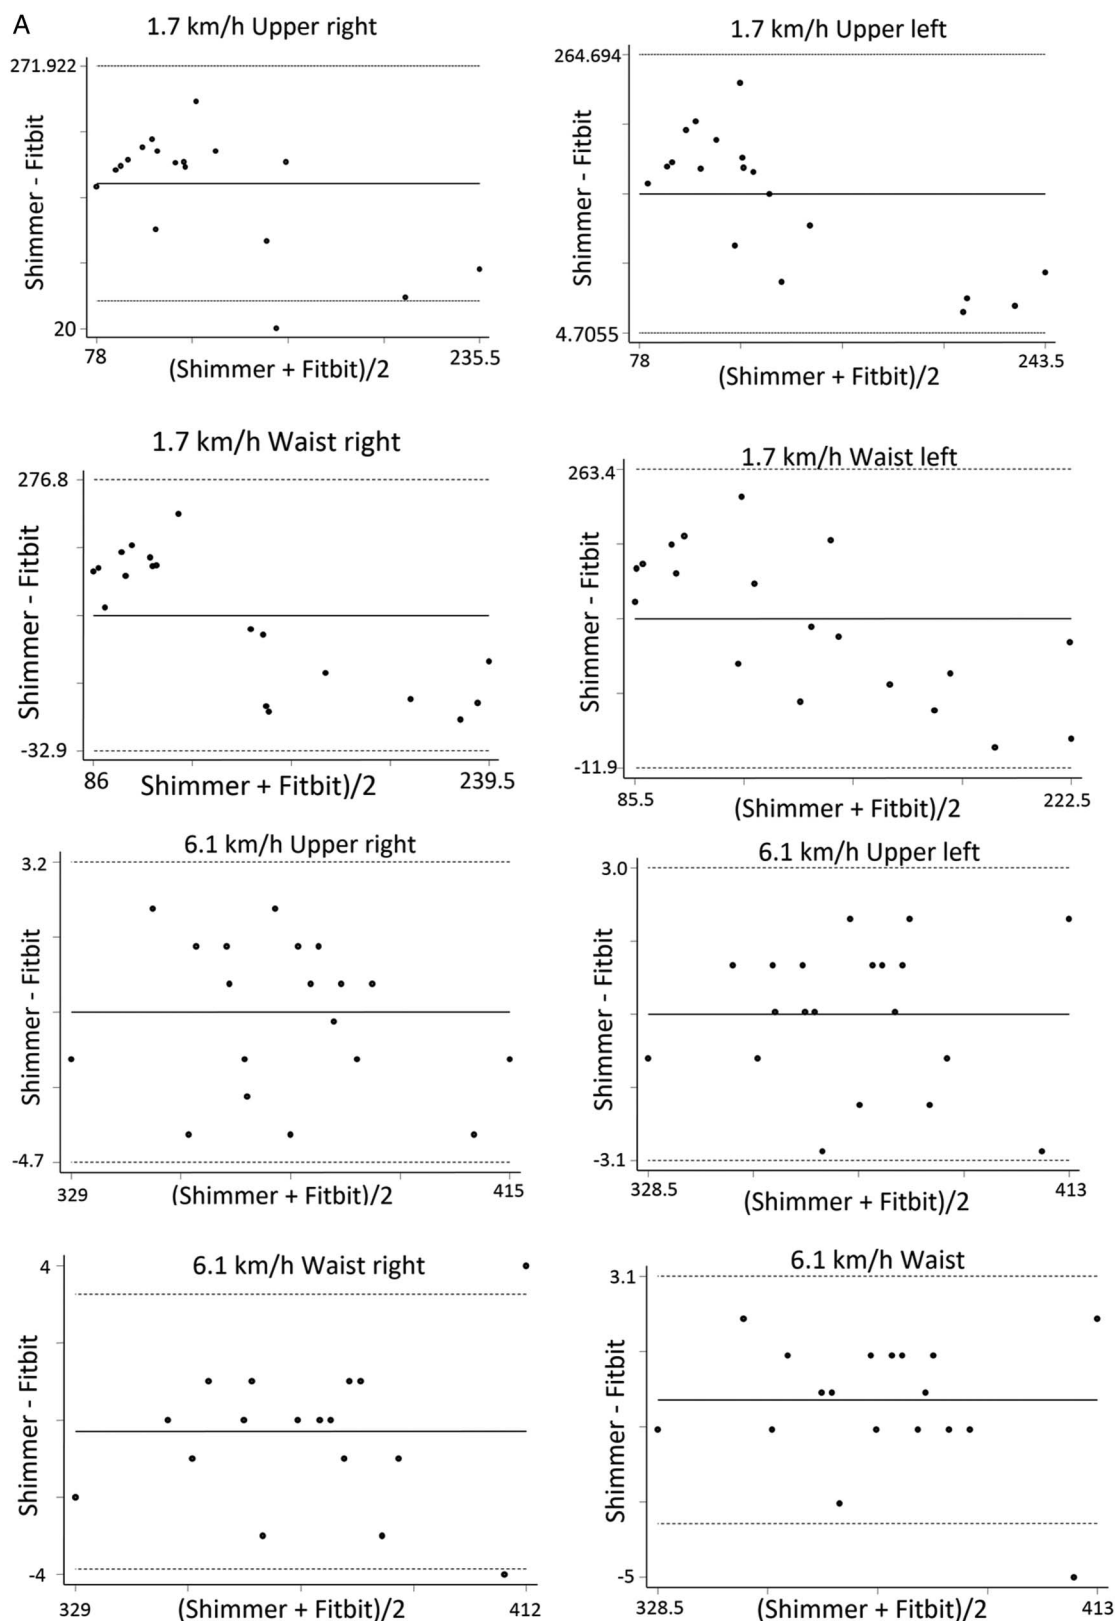 A
1.7 km/h Upper right
271.922
Shimmer - Fitbit
20
78
235.5
(Shimmer + Fitbit)/2
1.7 km/h Upper left
264.694
Shimmer - Fitbit
4.7055
78
243.5
(Shimmer + Fitbit)/2
1.7 km/h Waist right
276.8
Shimmer - Fitbit
-32.9
86
239.5
Shimmer + Fitbit)/2
1.7 km/h Waist left
263.4
Shimmer - Fitbit
-11.9
85.5
222.5
(Shimmer + Fitbit)/2
6.1 km/h Upper right
3.2
Shimmer - Fitbit
-4.7
329
415
(Shimmer + Fitbit)/2
6.1 km/h Upper left
3.0
Shimmer - Fitbit
-3.1
328.5
413
(Shimmer + Fitbit)/2
6.1 km/h Waist right
4
Shimmer - Fitbit
-4
329
412
(Shimmer + Fitbit)/2
6.1 km/h Waist
3.1
Shimmer - Fitbit
-5
328.5
413
(Shimmer + Fitbit)/2